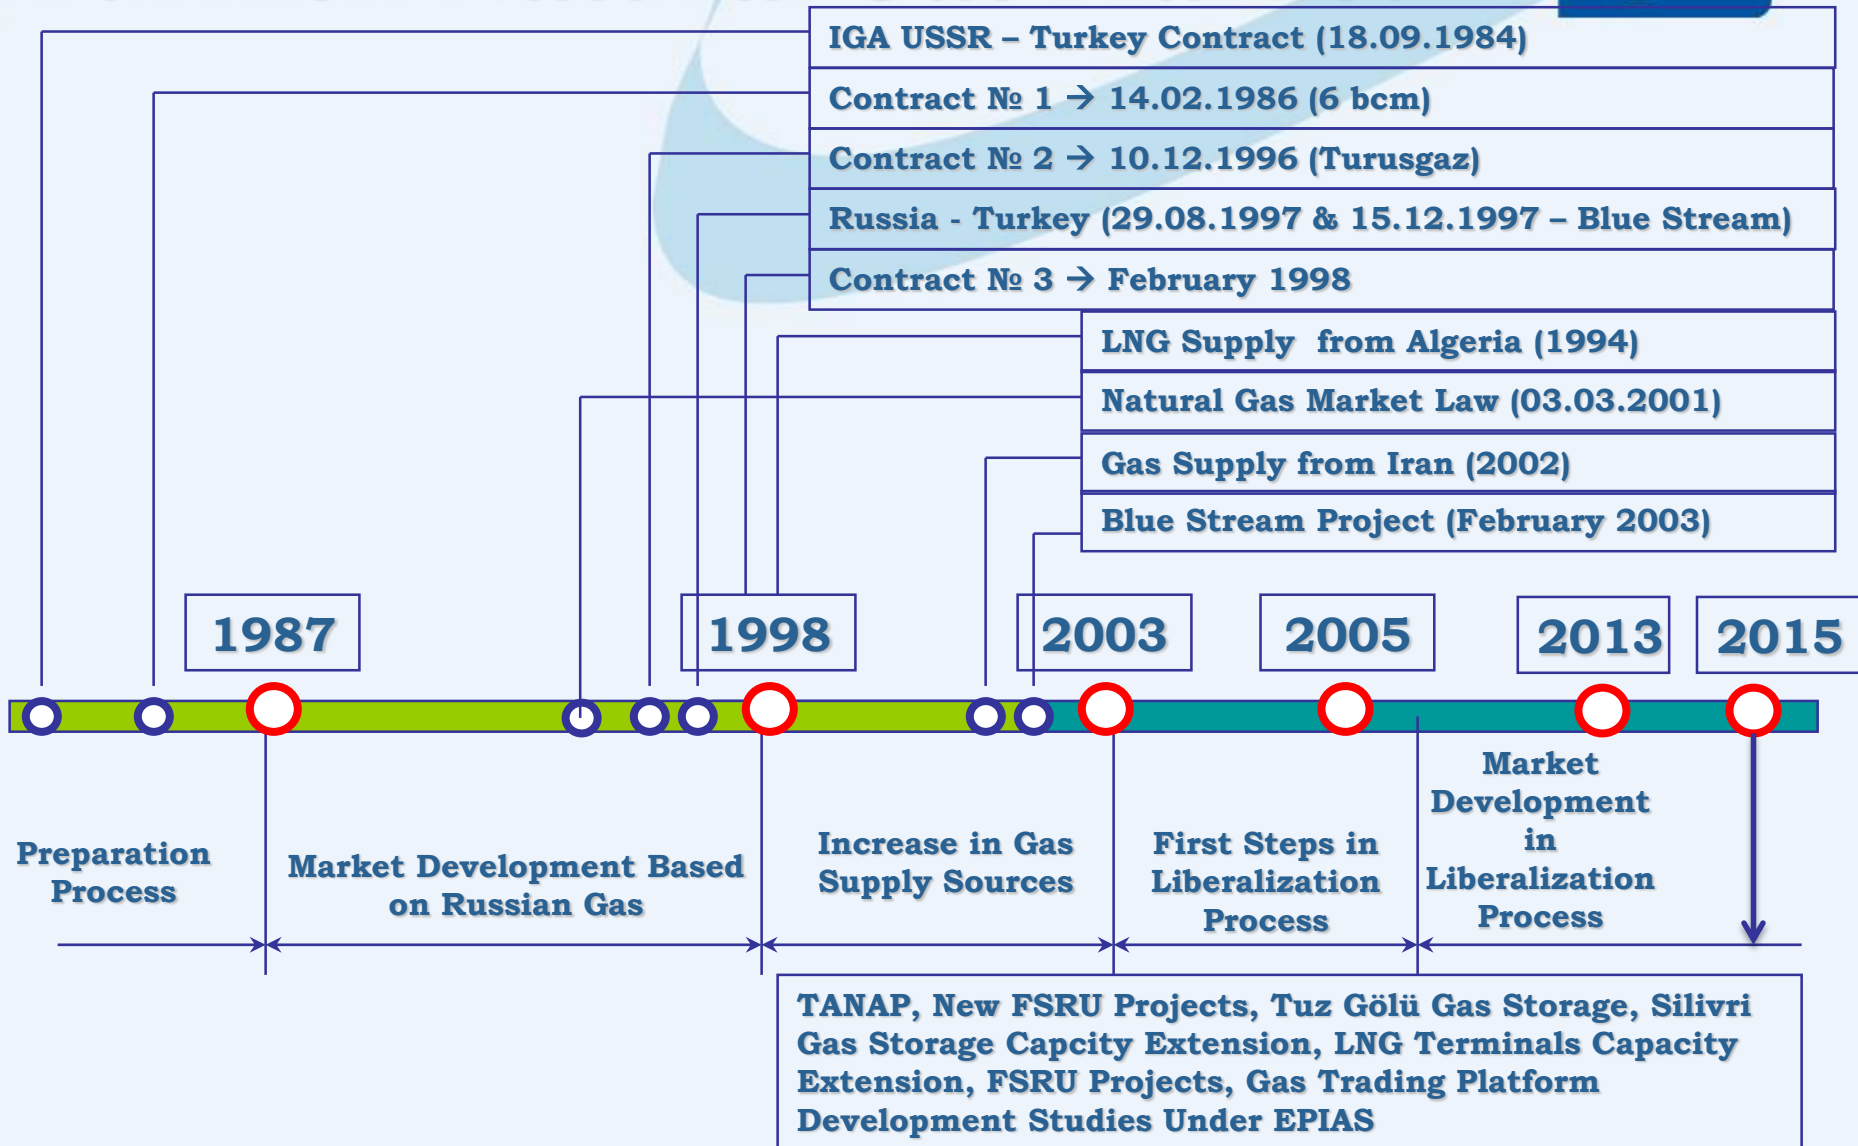 IGA USSR – Turkey Contract (18.09.1984)
Contract № 1 → 14.02.1986 (6 bcm)
Contract № 2 → 10.12.1996 (Turusgaz)
Russia - Turkey (29.08.1997 & 15.12.1997 – Blue Stream)
Contract № 3 → February 1998
LNG Supply from Algeria (1994)
Natural Gas Market Law (03.03.2001)
Gas Supply from Iran (2002)
Blue Stream Project (February 2003)
1987
1998
2003
2005
2013
2015
Preparation
Process
Market Development Based
on Russian Gas
Increase in Gas
Supply Sources
First Steps in
Liberalization
Process
Market
Development
in
Liberalization
Process
TANAP, New FSRU Projects, Tuz Gölü Gas Storage, Silivri
Gas Storage Capcity Extension, LNG Terminals Capacity
Extension, FSRU Projects, Gas Trading Platform
Development Studies Under EPIAS